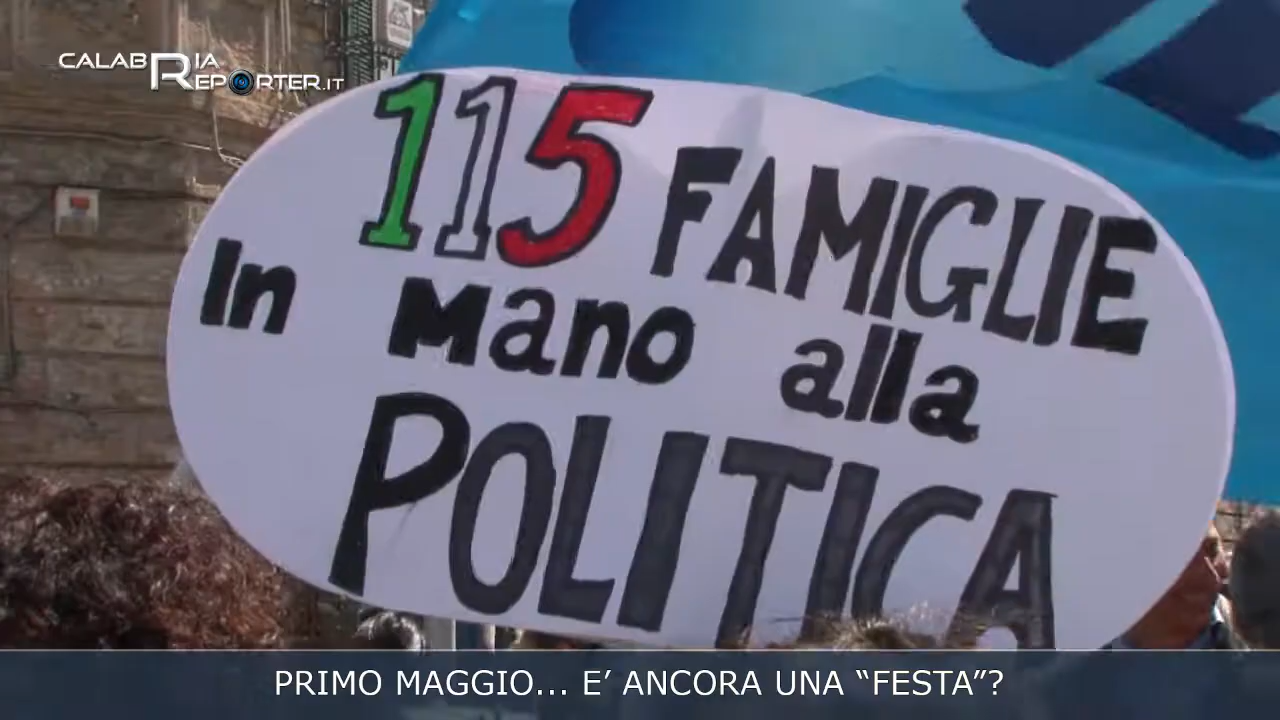 CALABRIA
REPORTER.IT
115 FAMIGLIE
In Mano alla
POLITICA
PRIMO MAGGIO... E’ ANCORA UNA “FESTA”?